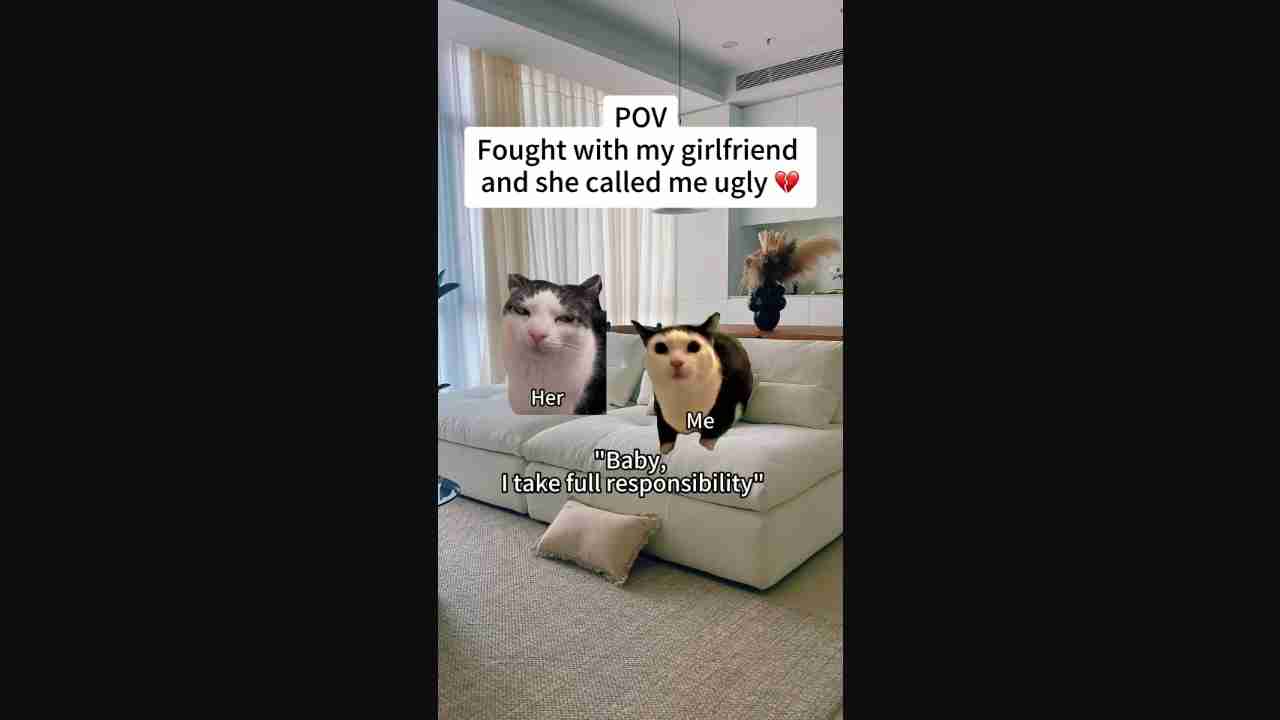 POV
Fought with my girlfriend
and she called me ugly 💔
Her
Me
"Baby,
I take full responsibility"